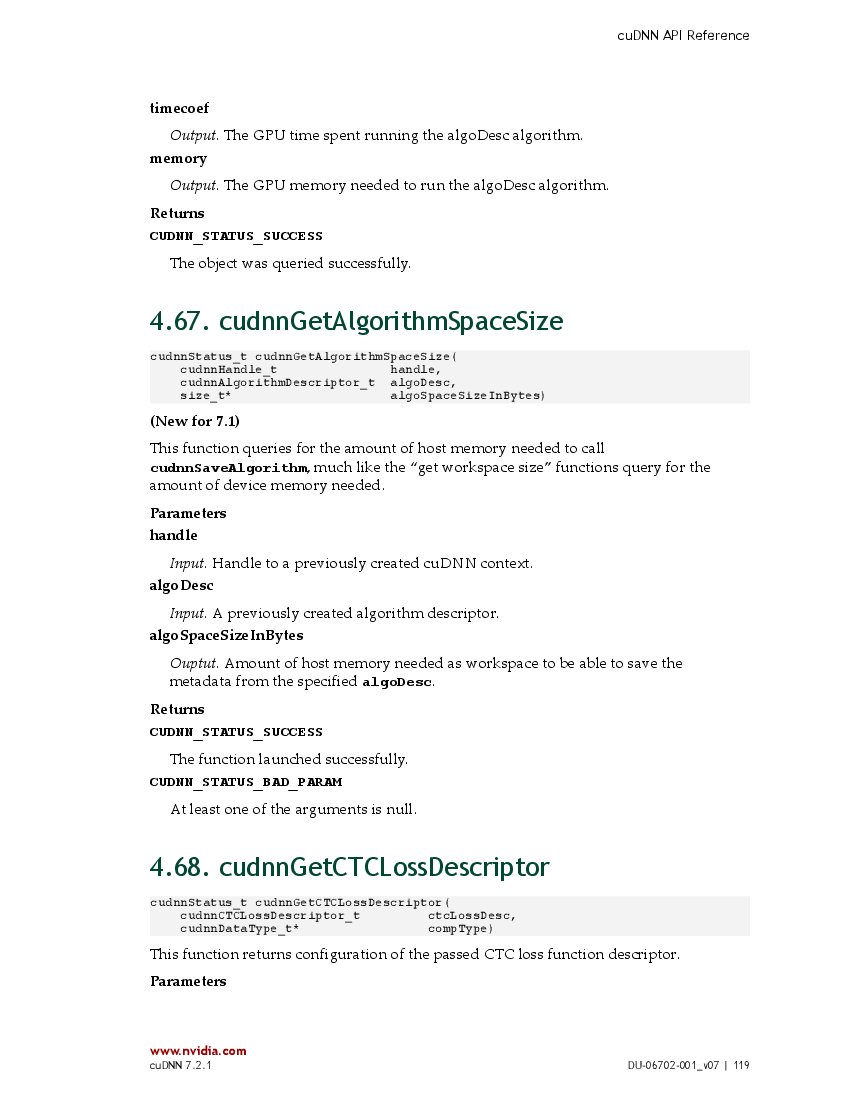 cuDNN API Reference
timecoef
Output. The GPU time spent running the algoDesc algorithm.
memory
Output. The GPU memory needed to run the algoDesc algorithm.
Returns
CUDNN_STATUS_SUCCESS
The object was queried successfully.
4.67. cudnnGetAlgorithmSpaceSize
cudnnStatus_t cudnnGetAlgorithmSpaceSize(
    cudnnHandle_t               handle,
    cudnnAlgorithmDescriptor_t  algoDesc,
    size_t*                     algoSpaceSizeInBytes)
(New for 7.1)
This function queries for the amount of host memory needed to call
cudnnSaveAlgorithm, much like the “get workspace size” functions query for the
amount of device memory needed.
Parameters
handle
Input. Handle to a previously created cuDNN context.
algoDesc
Input. A previously created algorithm descriptor.
algoSpaceSizeInBytes
Ouptut. Amount of host memory needed as workspace to be able to save the
metadata from the specified algoDesc.
Returns
CUDNN_STATUS_SUCCESS
The function launched successfully.
CUDNN_STATUS_BAD_PARAM
At least one of the arguments is null.
4.68. cudnnGetCTCLossDescriptor
cudnnStatus_t cudnnGetCTCLossDescriptor(
    cudnnCTCLossDescriptor_t         ctcLossDesc,
    cudnnDataType_t*                 compType)
This function returns configuration of the passed CTC loss function descriptor.
Parameters
www.nvidia.com
cuDNN 7.2.1 DU-06702-001_v07 | 119